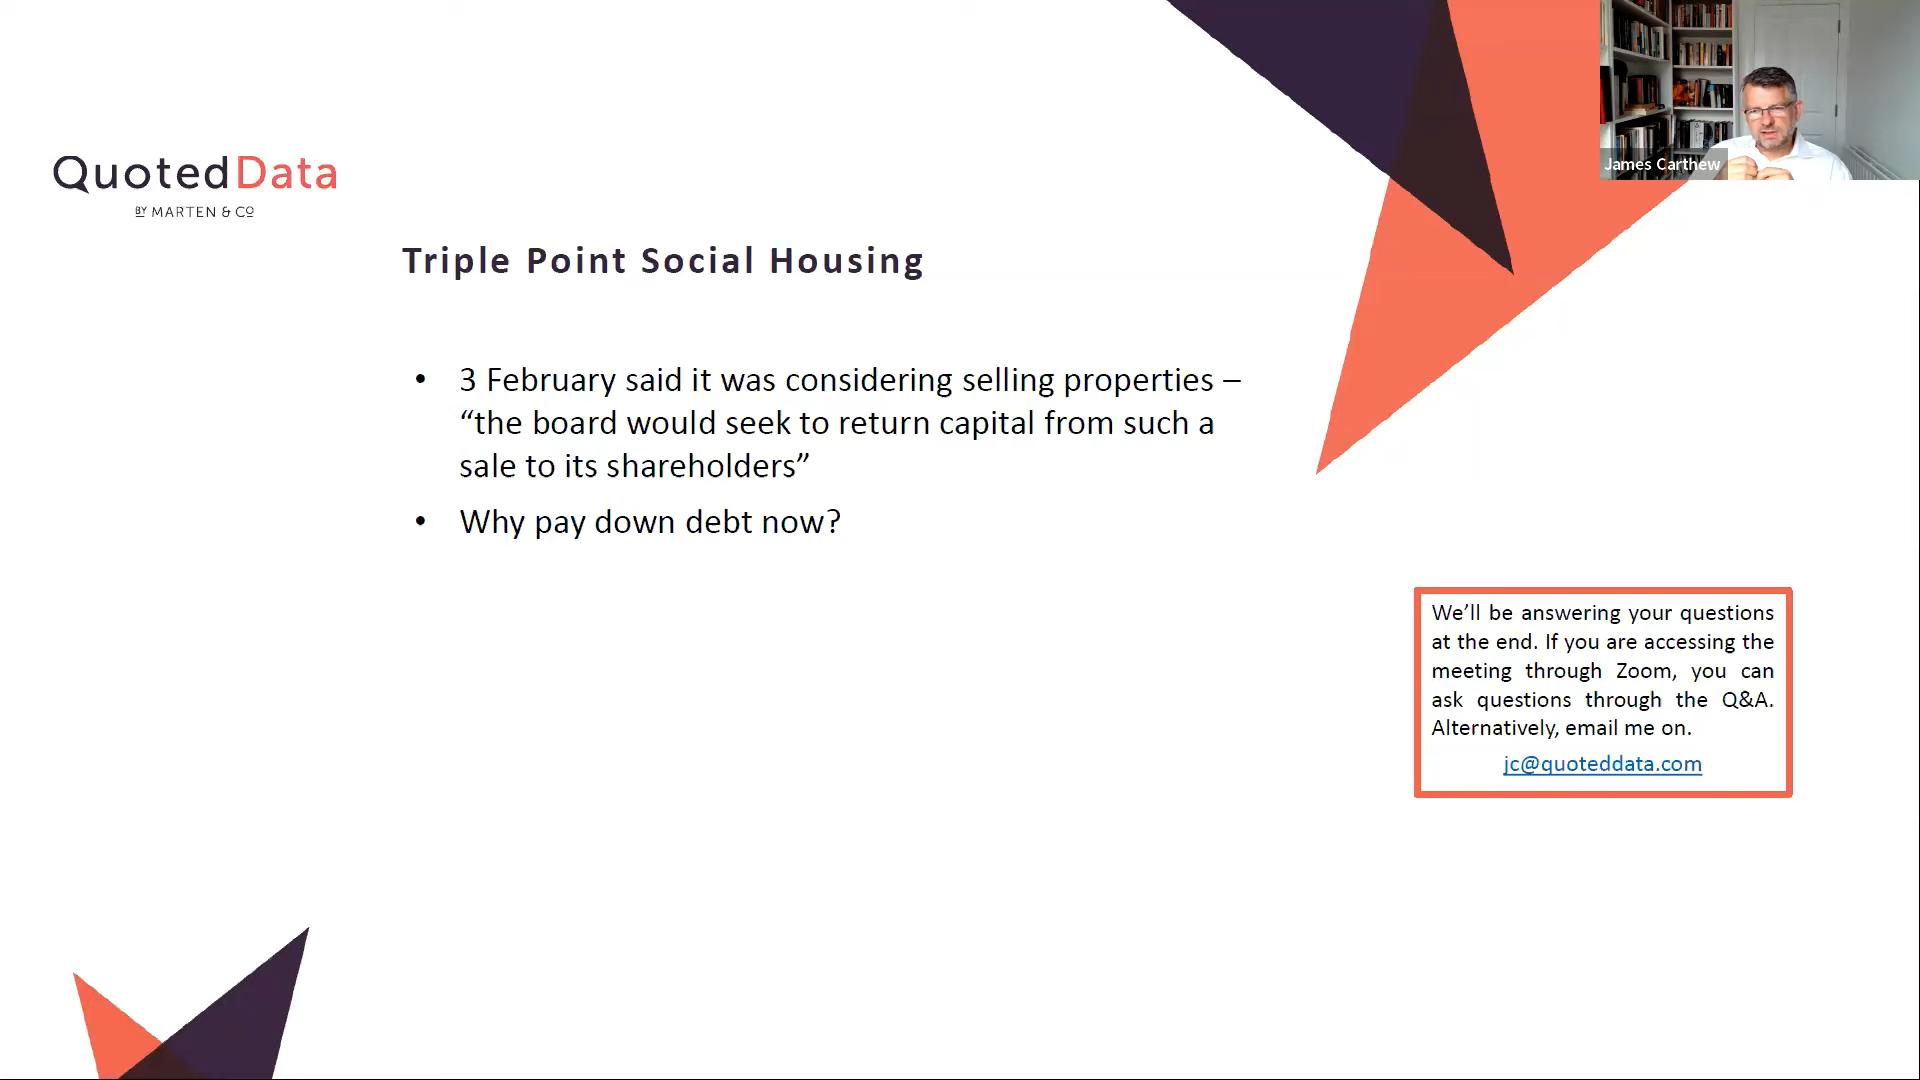 James Carthew
QuotedData
BY MARTEN & CO
Triple Point Social Housing
• 3 February said it was considering selling properties –
“the board would seek to return capital from such a
sale to its shareholders”
• Why pay down debt now?
We’ll be answering your questions
at the end. If you are accessing the
meeting through Zoom, you can
ask questions through the Q&A.
Alternatively, email me on.
jc@quoteddata.com